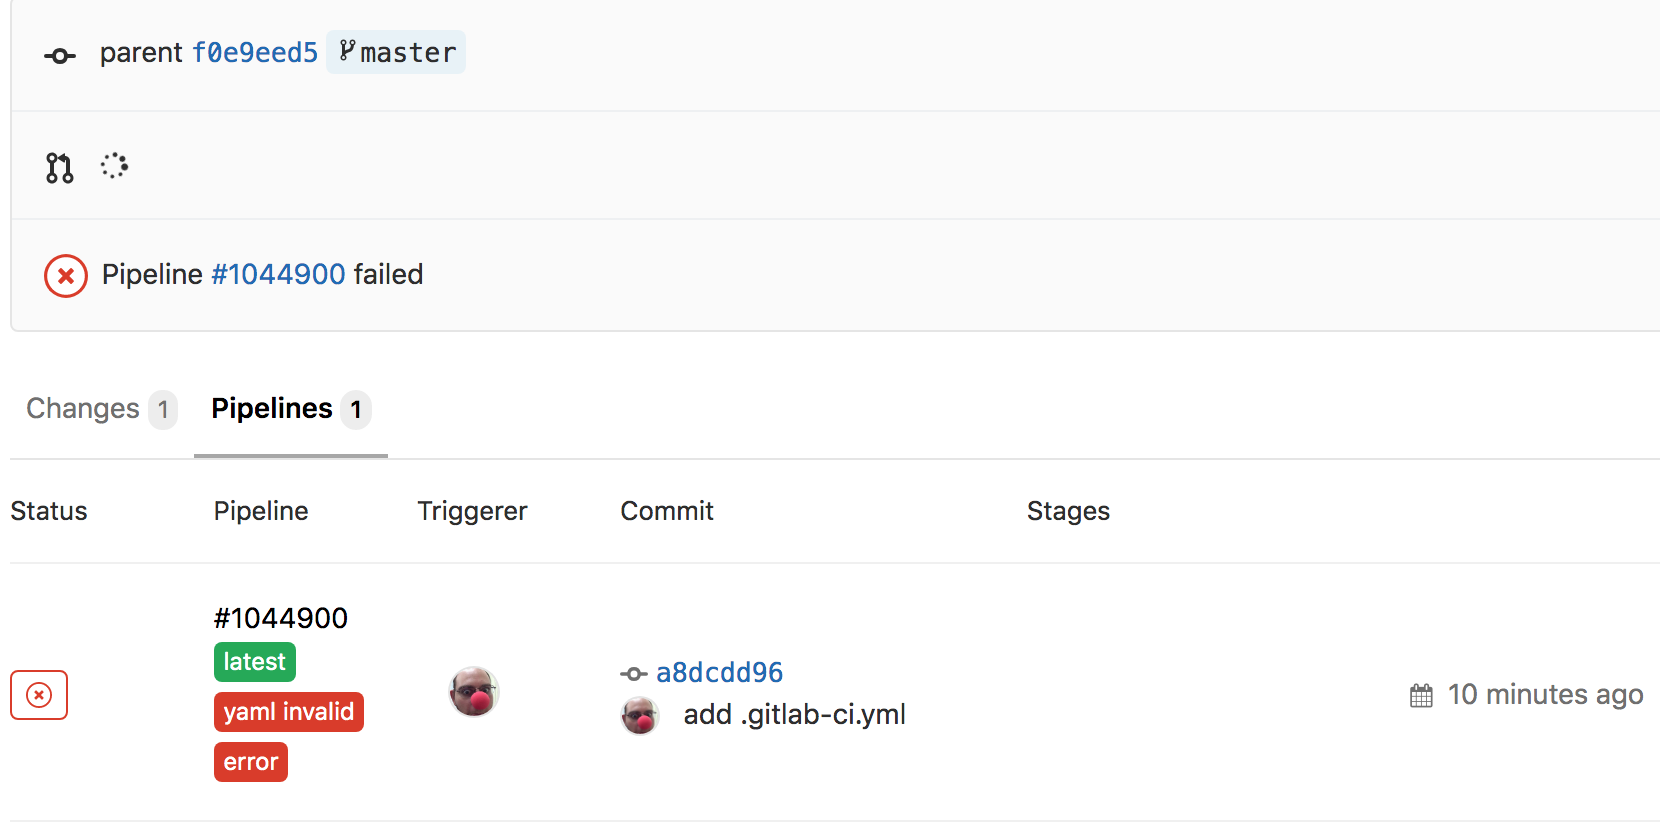 parent f0e9eed5 master
Pipeline #1044900 failed
Changes 1 Pipelines 1
Status Pipeline Triggerer Commit Stages
#1044900
latest
yaml invalid
error
a8dcdd96
add .gitlab-ci.yml
10 minutes ago